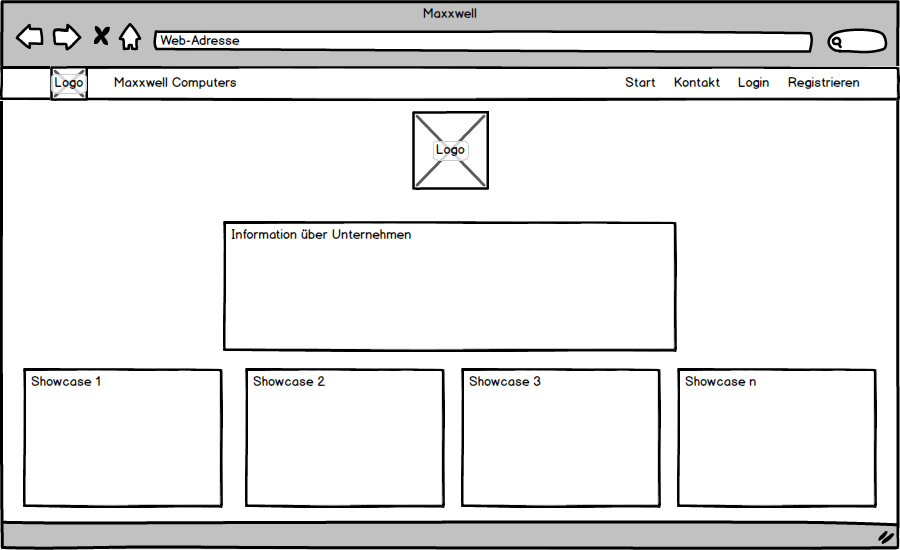 Maxxwell
Web-Adresse
Logo
Maxxwell Computers
Start
Kontakt
Login
Registrieren
Logo
Information über Unternehmen
Showcase 1
Showcase 2
Showcase 3
Showcase n